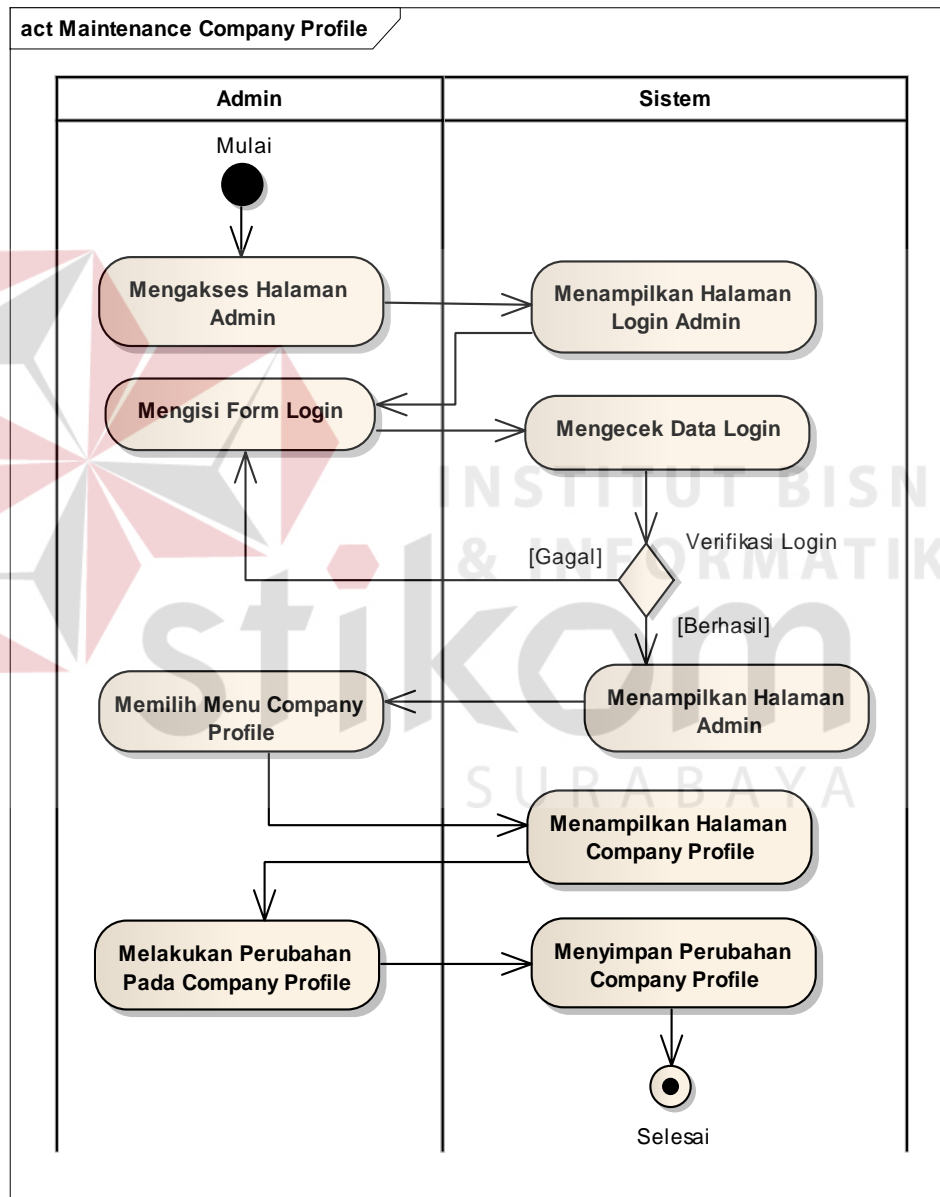 act Maintenance Company Profile
Admin
Sistem
Mulai
Mengakses Halaman
Admin
Menampilkan Halaman
Login Admin
Mengisi Form Login
Mengecek Data Login
INSTITUT BISN
& INFORMATIK
Verifikasi Login
[Gagal]
[Berhasil]
stikom
SURABAYA
Memilih Menu Company
Profile
Menampilkan Halaman
Admin
Menampilkan Halaman
Company Profile
Melakukan Perubahan
Pada Company Profile
Menyimpan Perubahan
Company Profile
Selesai